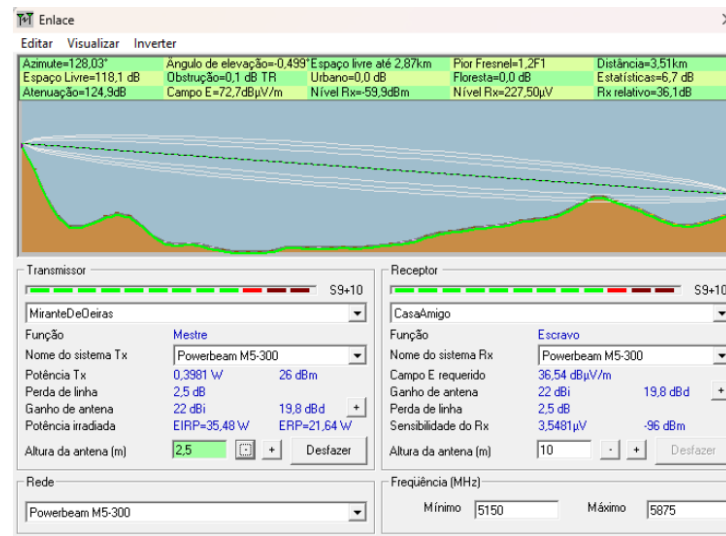 Enlace
Editar Visualizar Inverter
Azimute=128,03° Ângulo de elevação=-0,499° Espaço livre até 2,87km Pior Fresnel=1,2F1 Distância=3,51km
Espaço Livre=118,1 dB Obstrução=0,1 dB TR Urbano=0,0 dB Floresta=0,0 dB Estatísticas=6,7 dB
Atenuação=124,9dB Campo E=72,7dBµV/m Nível Rx=-59,9dBm Nível Rx=227,50µV Rx relativo=36,1dB
Transmissor
S9+10
MiranteDeOeiras
Função Mestre
Nome do sistema Tx Powerbeam M5-300
Potência Tx 0,3981 W 26 dBm
Perda de linha 2,5 dB
Ganho de antena 22 dBi 19,8 dBd +
Potência irradiada EIRP=35,48 W ERP=21,64 W
Altura da antena (m) 2,5 - + Desfazer
Rede
Powerbeam M5-300
Receptor
S9+10
CasaAmigo
Função Escravo
Nome do sistema Rx Powerbeam M5-300
Campo E requerido 36,54 dBµV/m
Ganho de antena 22 dBi 19,8 dBd +
Perda de linha 2,5 dB
Sensibilidade do Rx 3,5481µV -96 dBm
Altura da antena (m) 10 - + Desfazer
Freqüência (MHz)
Mínimo 5150 Máximo 5875